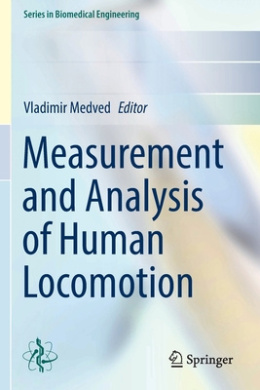 Series in Biomedical Engineering
Vladimir Medved Editor
Measurement
and Analysis
of Human
Locomotion
Springer